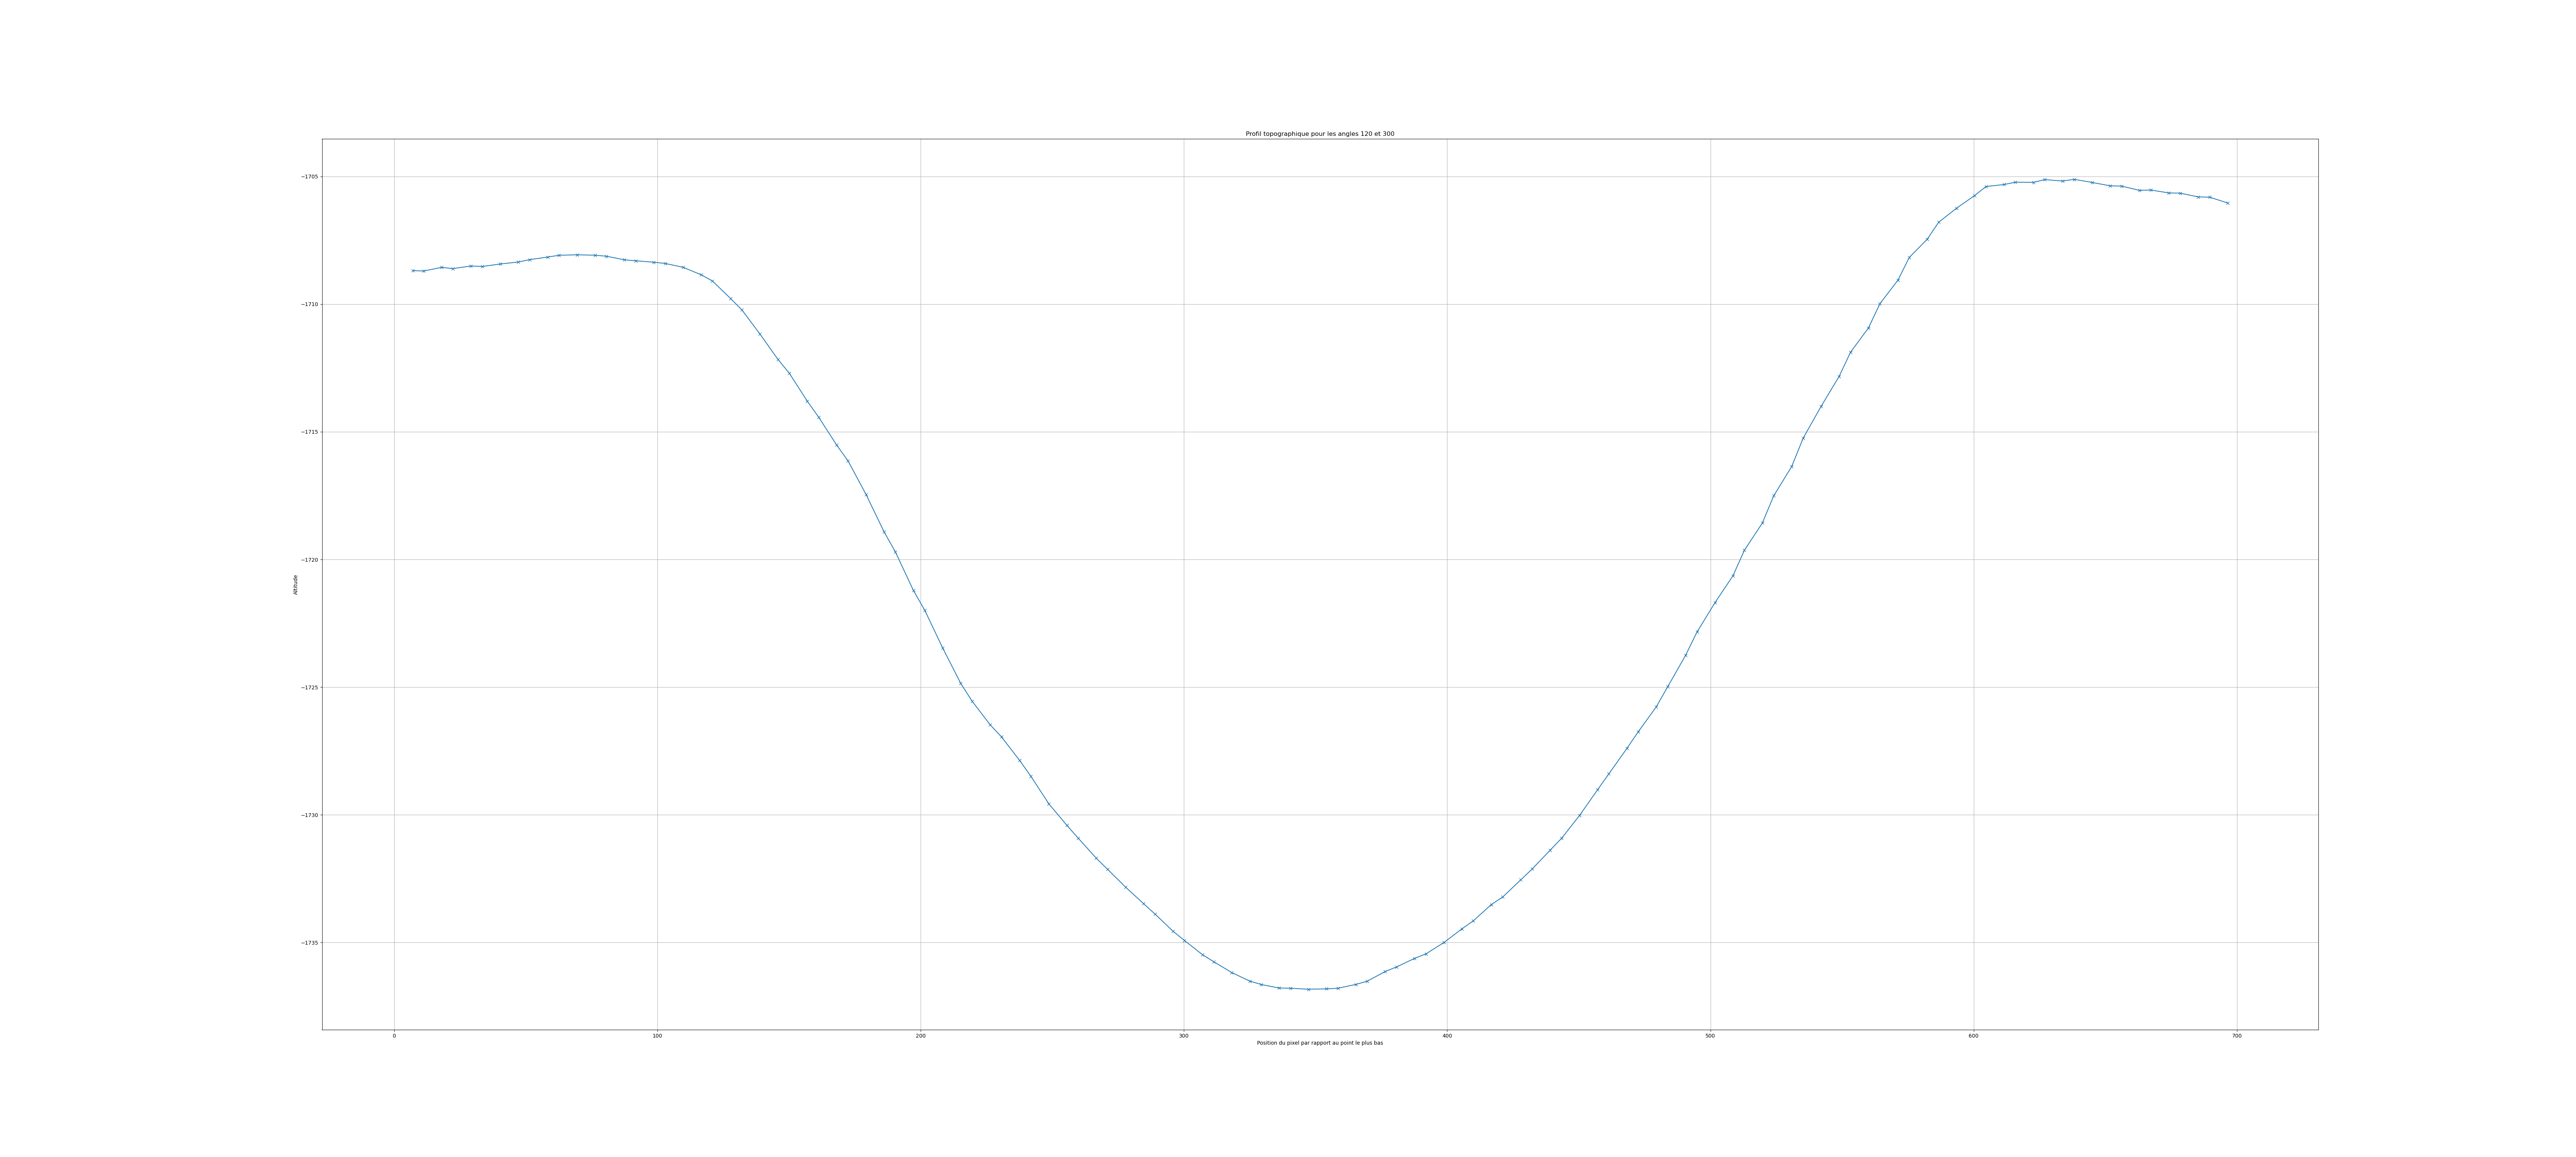 Profil topographique pour les angles 120 et 300
−1705
−1710
−1715
−1720
−1725
−1730
−1735
Altitude
0 100 200 300 400 500 600 700
Position du pixel par rapport au point le plus bas